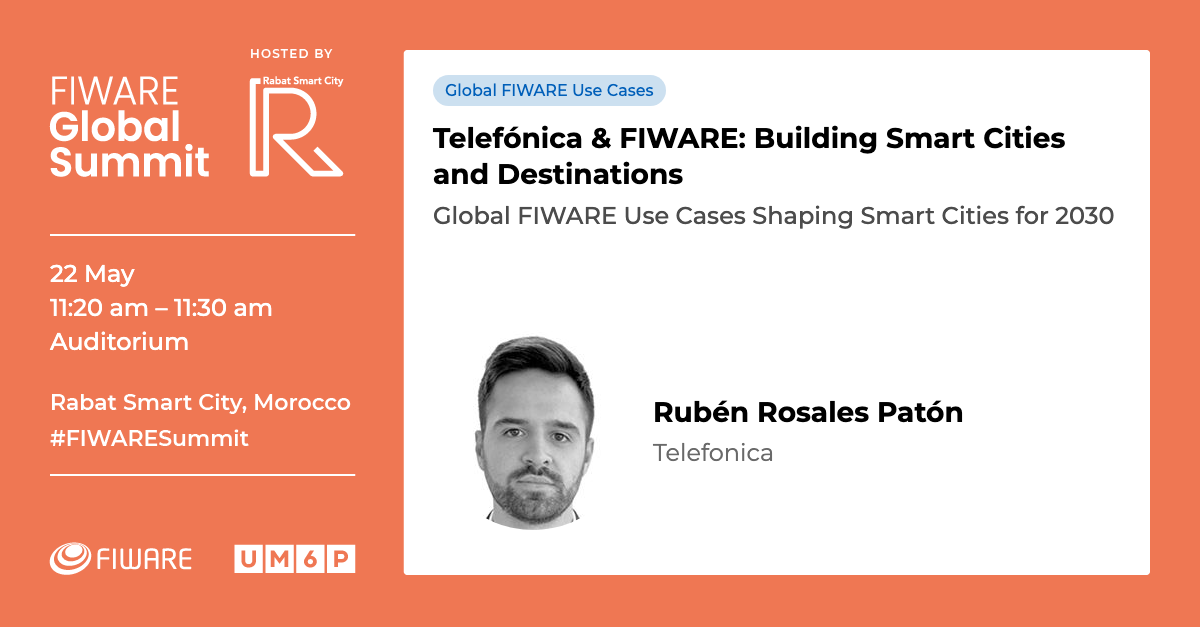 HOSTED BY
FIWARE
Global
Summit
Rabat Smart City
R
22 May
11:20 am – 11:30 am
Auditorium
Rabat Smart City, Morocco
#FIWARESummit
FIWARE
UM6P
Global FIWARE Use Cases
Telefónica & FIWARE: Building Smart Cities
and Destinations
Global FIWARE Use Cases Shaping Smart Cities for 2030
Rubén Rosales Patón
Telefonica